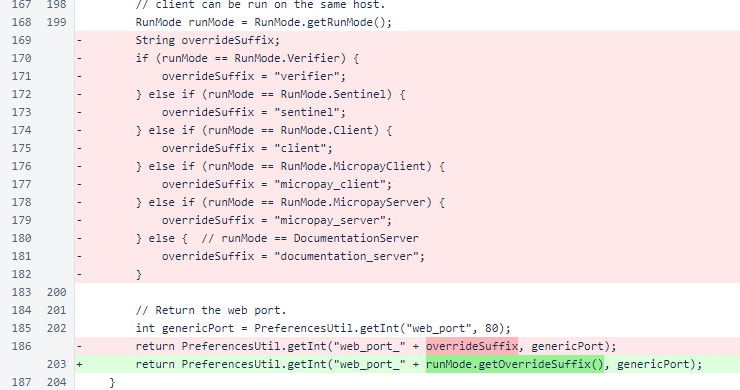 167 198 // client can be run on the same host.
168 199 RunMode runMode = RunMode.getRunMode();
169 - String overrideSuffix;
170 - if (runMode == RunMode.Verifier) {
171 - overrideSuffix = "verifier";
172 - } else if (runMode == RunMode.Sentinel) {
173 - overrideSuffix = "sentinel";
174 - } else if (runMode == RunMode.Client) {
175 - overrideSuffix = "client";
176 - } else if (runMode == RunMode.MicropayClient) {
177 - overrideSuffix = "micropay_client";
178 - } else if (runMode == RunMode.MicropayServer) {
179 - overrideSuffix = "micropay_server";
180 - } else { // runMode == DocumentationServer
181 - overrideSuffix = "documentation_server";
182 - }
183 200
184 201 // Return the web port.
185 202 int genericPort = PreferencesUtil.getInt("web_port", 80);
186 - return PreferencesUtil.getInt("web_port_" + overrideSuffix, genericPort);
203 + return PreferencesUtil.getInt("web_port_" + runMode.getOverrideSuffix(), genericPort);
187 204 }